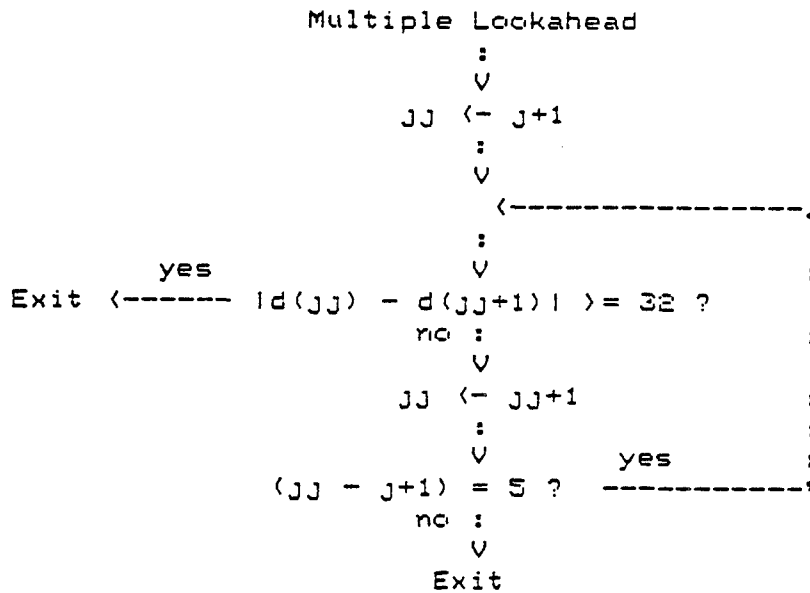 Multiple Lookahead
:
V
jj <- j+1
:
V
<----------------.
:
V
yes
Exit <------ |d(jj) - d(jj+1)| >= 32 ?
no :
V
jj <- jj+1
:
V
yes
(jj - j+1) = 5 ? ------------.
no :
V
Exit